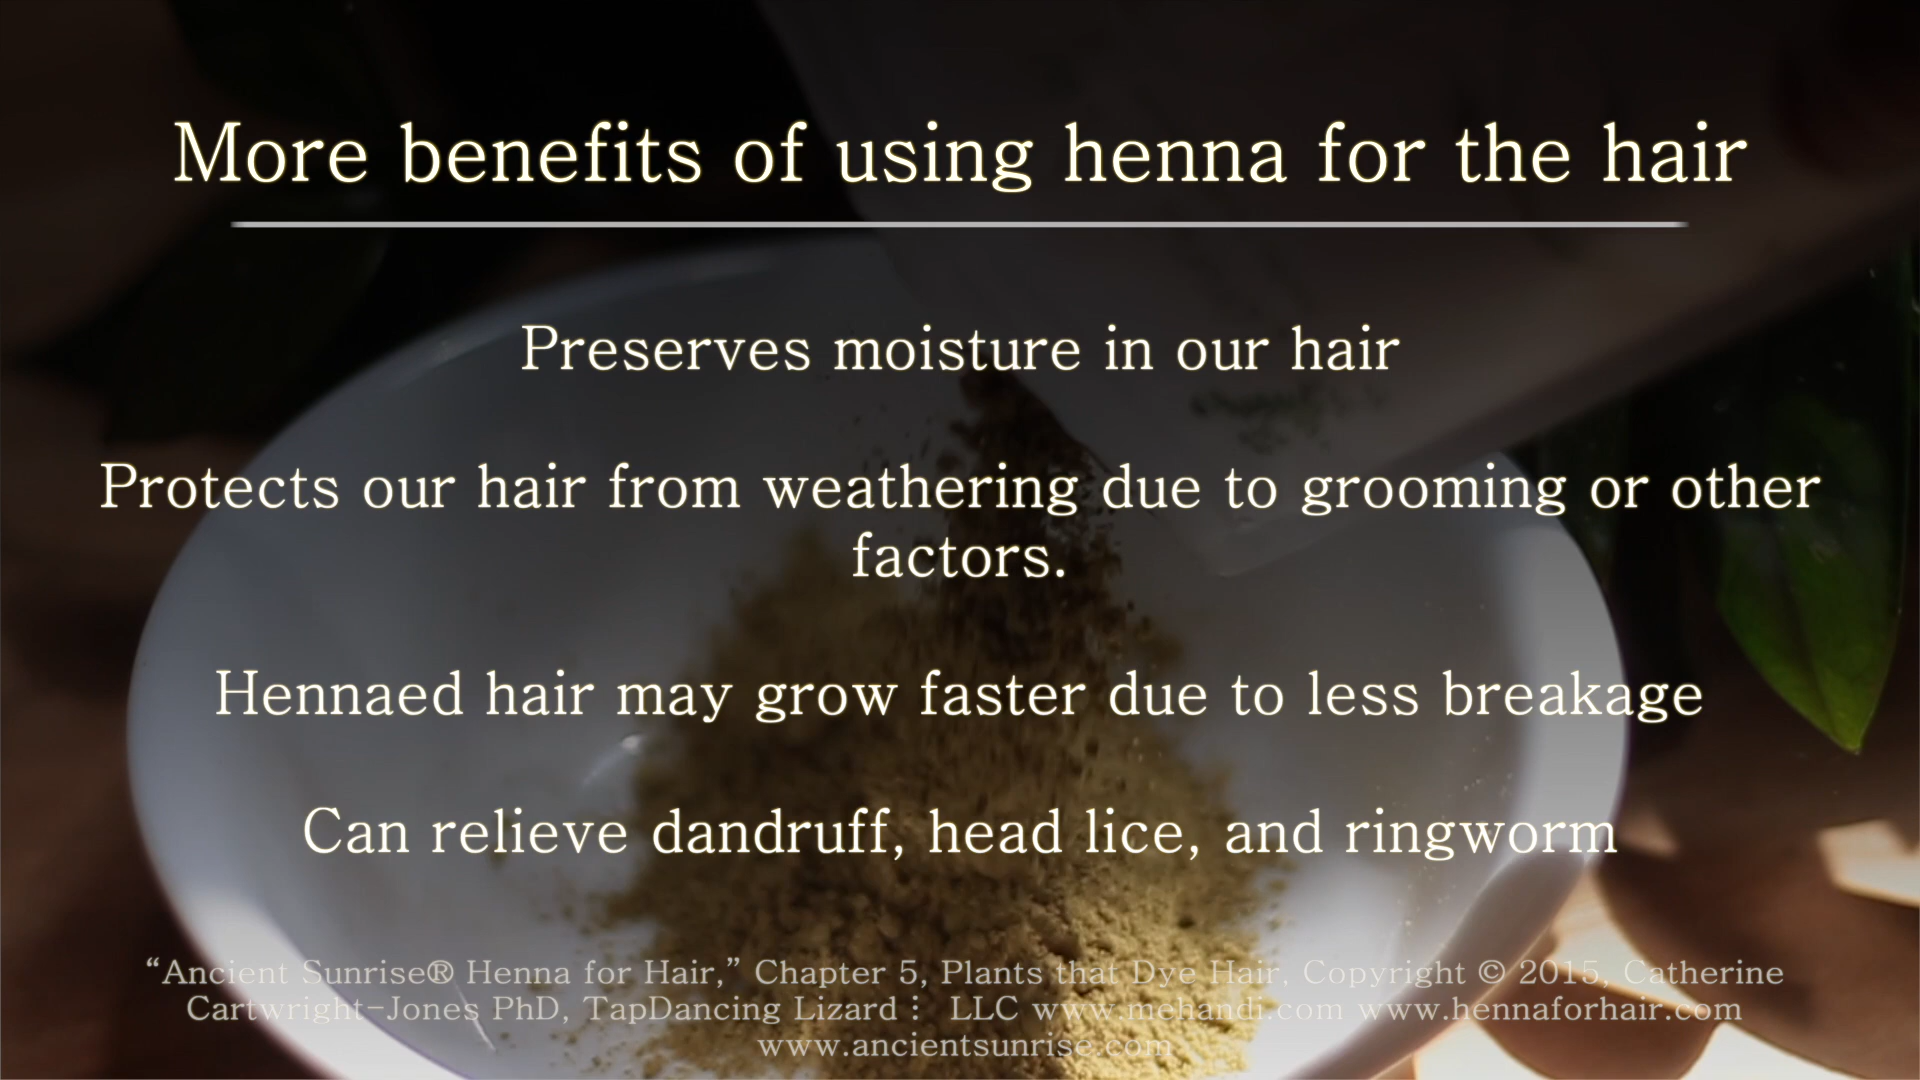 More benefits of using henna for the hair
Preserves moisture in our hair
Protects our hair from weathering due to grooming or other
factors.
Hennaed hair may grow faster due to less breakage
Can relieve dandruff, head lice, and ringworm
“Ancient Sunrise® Henna for Hair,” Chapter 5, Plants that Dye Hair, Copyright © 2015, Catherine
Cartwright-Jones PhD, TapDancing Lizard⋮ LLC www.mehandi.com www.hennaforhair.com
www.ancientsunrise.com